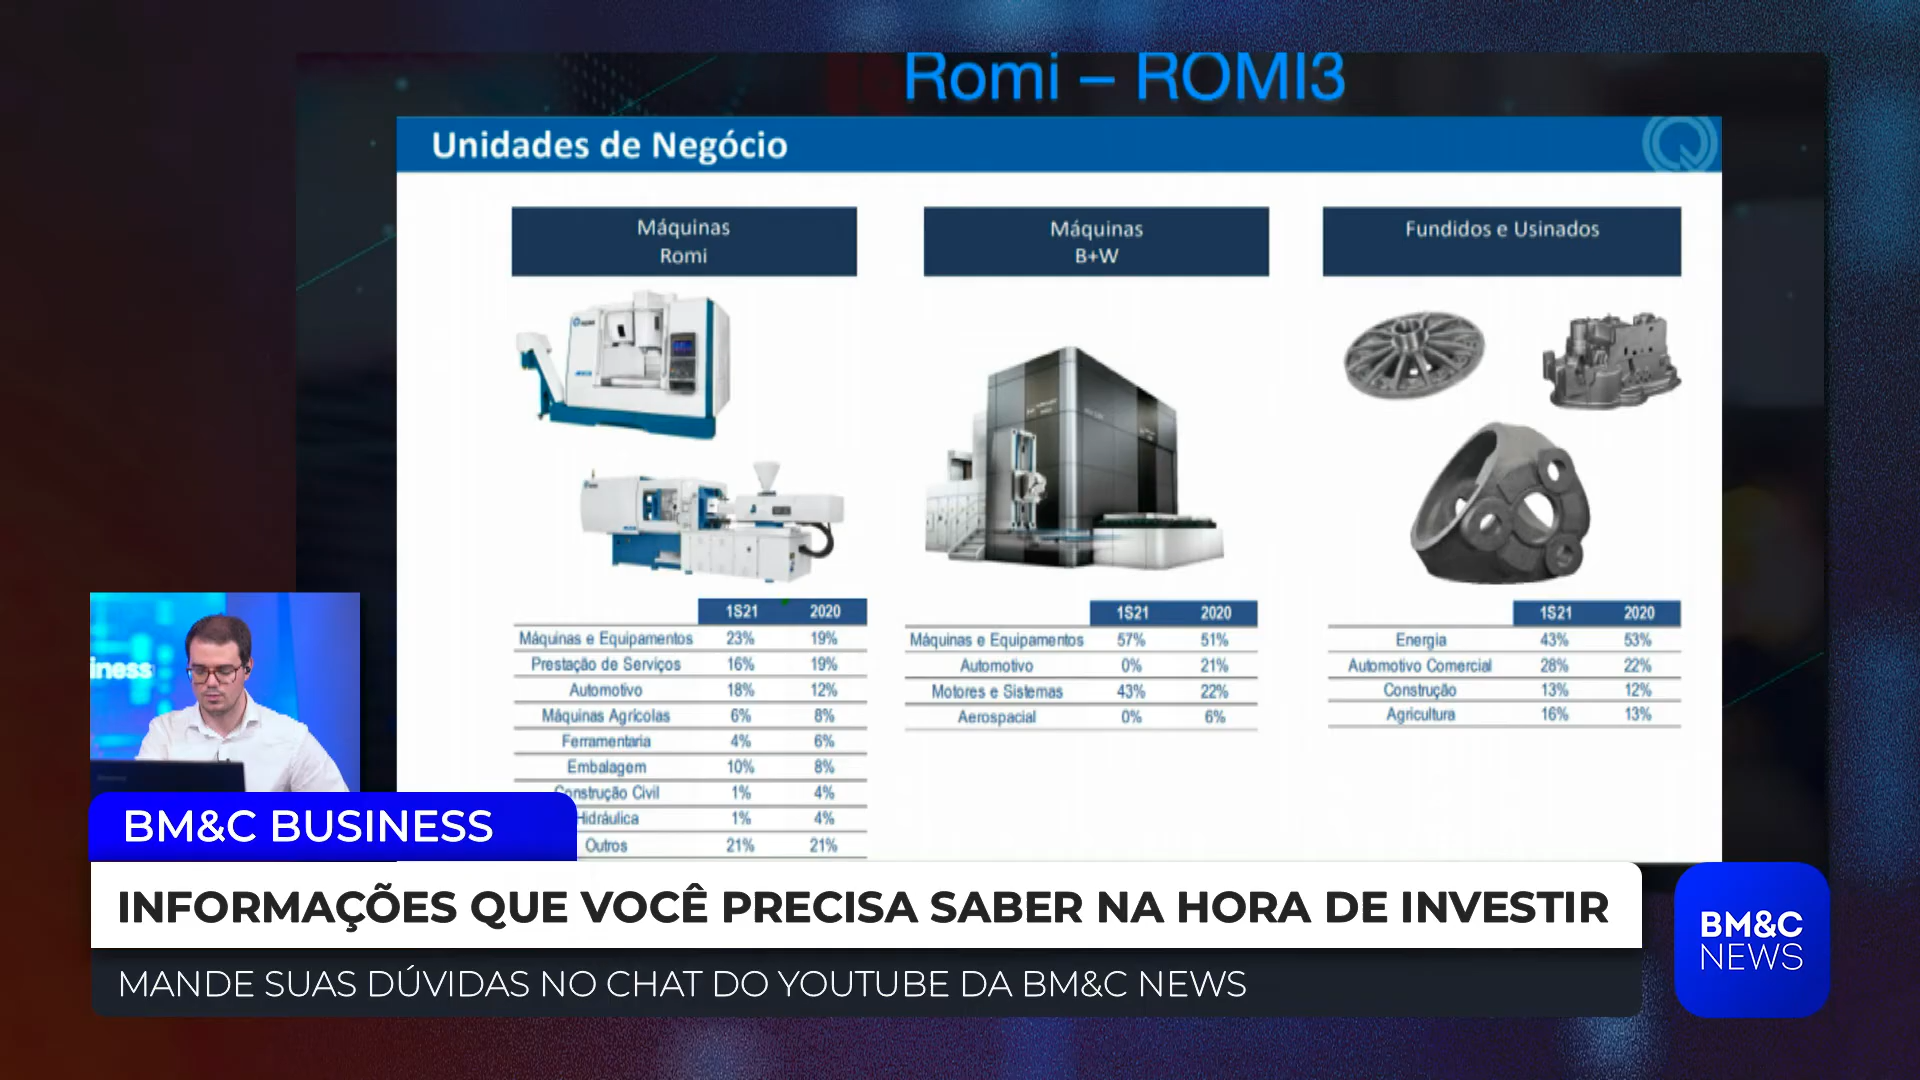 Romi – ROMI3
Unidades de Negócio
Máquinas
Romi
Máquinas
B+W
Fundidos e Usinados
1S21 2020
Máquinas e Equipamentos 23% 19%
Prestação de Serviços 16% 19%
Automotivo 18% 12%
Máquinas Agrícolas 6% 8%
Ferramentaria 4% 6%
Embalagem 10% 8%
Construção Civil 1% 4%
Hidráulica 1% 4%
Outros 21% 21%
1S21 2020
Máquinas e Equipamentos 57% 51%
Automotivo 0% 21%
Motores e Sistemas 43% 22%
Aerospacial 0% 6%
1S21 2020
Energia 43% 53%
Automotivo Comercial 28% 22%
Construção 13% 12%
Agricultura 16% 13%
iness
BM&C BUSINESS
INFORMAÇÕES QUE VOCÊ PRECISA SABER NA HORA DE INVESTIR
MANDE SUAS DÚVIDAS NO CHAT DO YOUTUBE DA BM&C NEWS
BM&C
NEWS